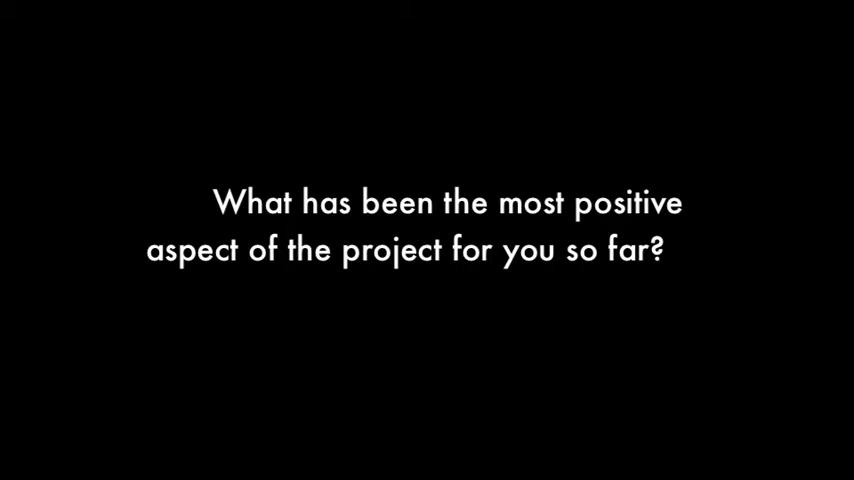 What has been the most positive
aspect of the project for you so far?